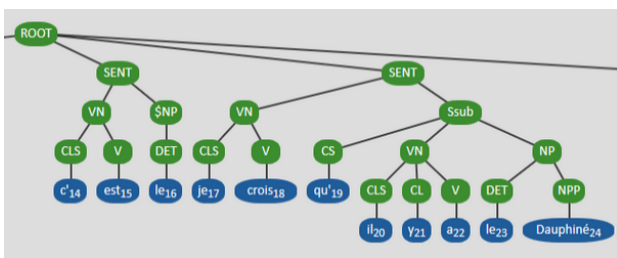 ROOT
SENT SENT
VN $NP VN Ssub
CLS V DET CLS V CS VN NP
c'14 est15 le16 je17 crois18 qu'19 CLS CL V DET NPP
il20 y21 a22 le23 Dauphiné24